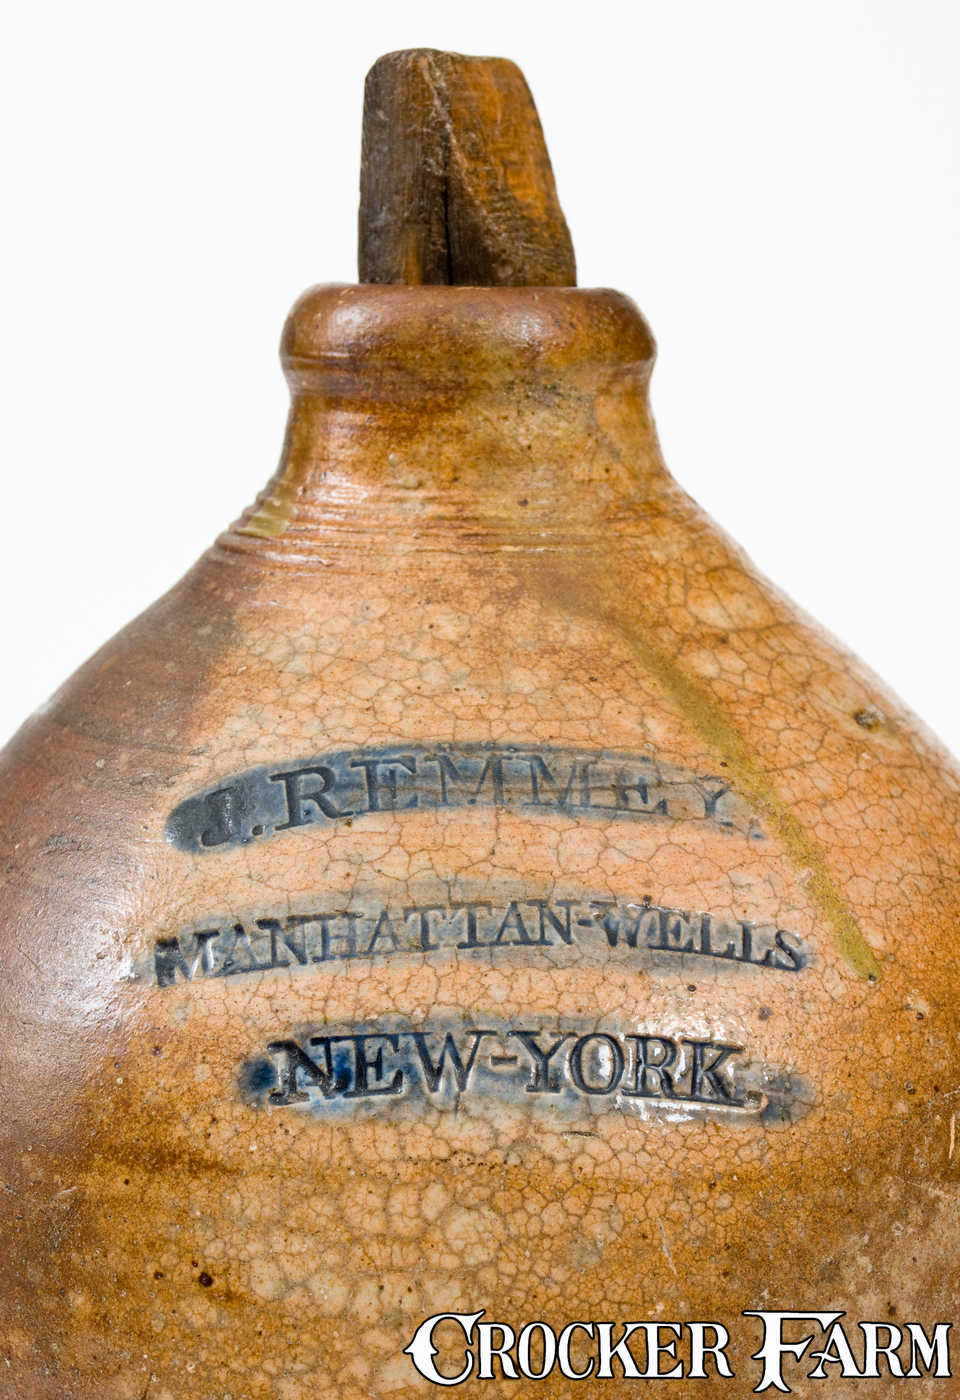 J. REMMEY.
MANHATTAN-WELLS
NEW-YORK.
CROCKER FARM